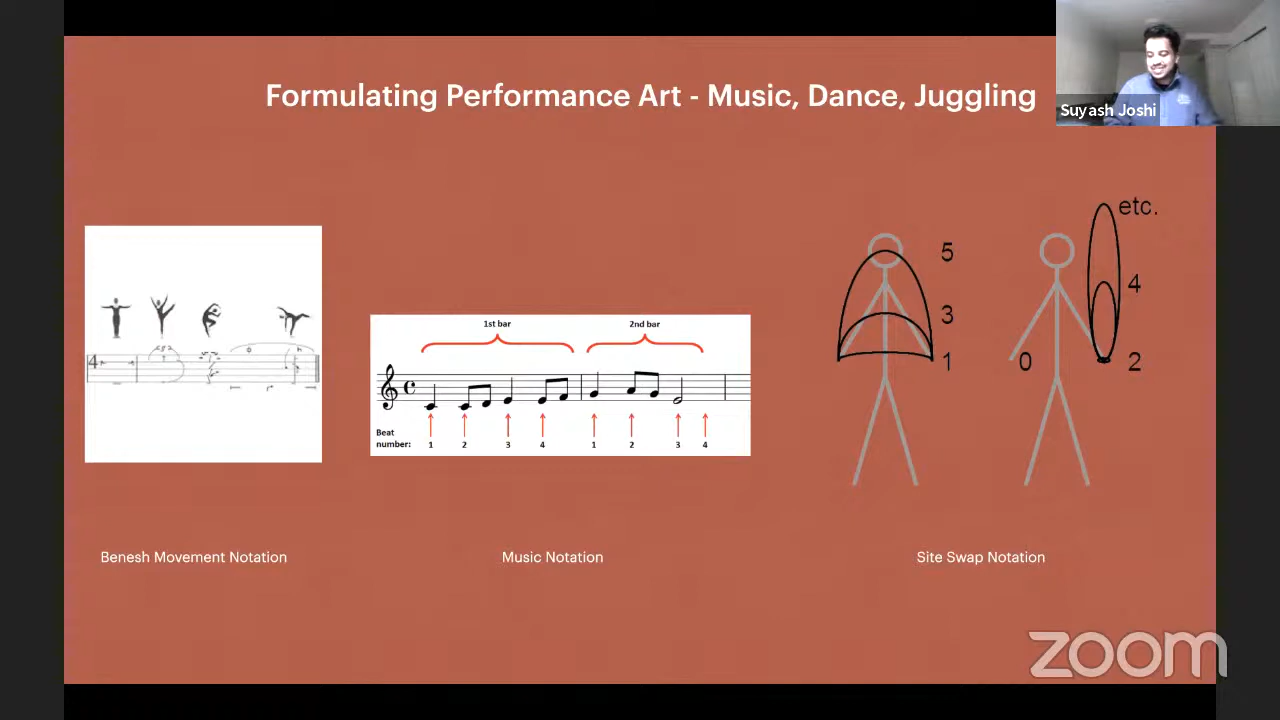 Formulating Performance Art - Music, Dance, Juggling
Suyash Joshi
4
1st bar
2nd bar
Beat
number:
1 2 3 4 1 2 3 4
5
3
1
etc.
4
0
2
Benesh Movement Notation
Music Notation
Site Swap Notation
zoom